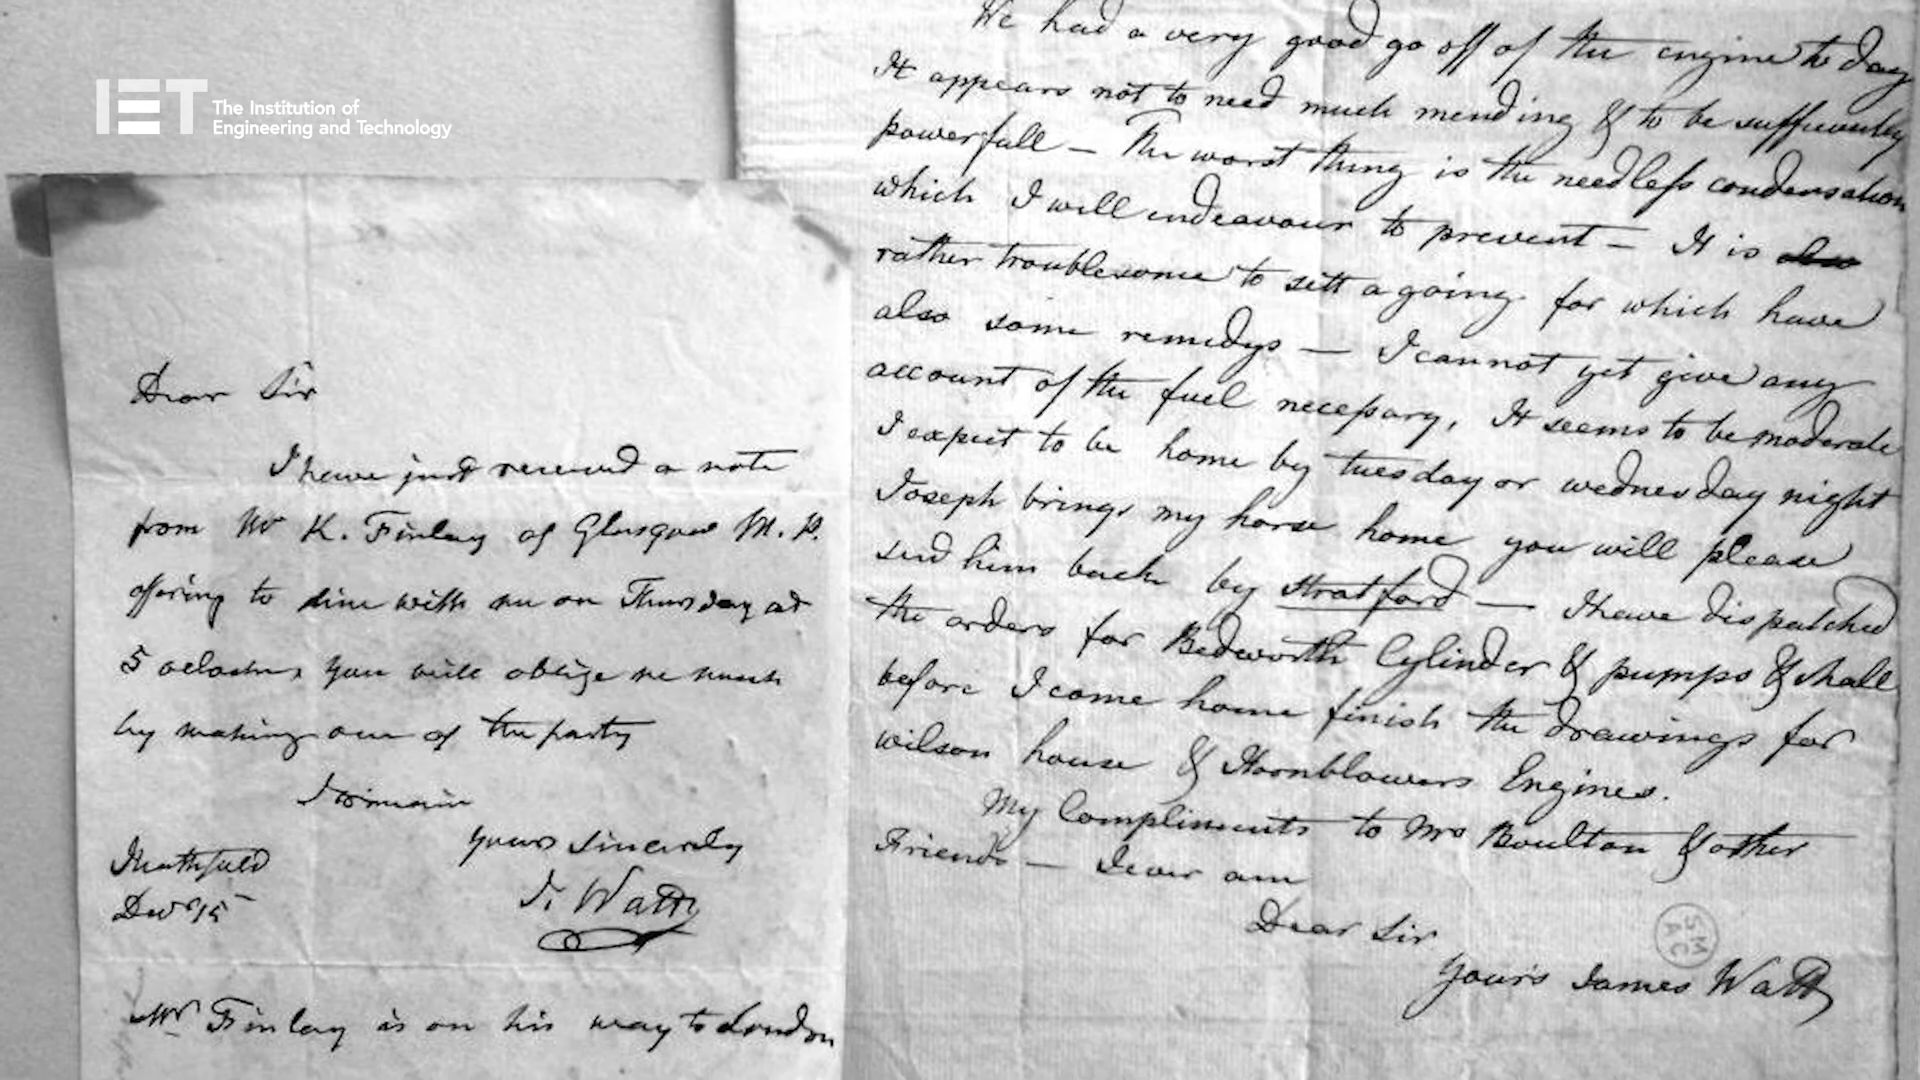 IET The Institution of
Engineering and Technology
Dear Sir
I have just received a note
from Mr K. Finlay of Glasgow M.P.
offering to dine with me on Thursday at
5 oclock, you will oblige me much
by making one of the party
I remain
yours sincerely
J. Watt
Heathfield
Decr 15
Mr Finlay is on his way to London
We had a very good go off of the engine to day
It appears not to need much mending & to be sufficiently
powerfull — The worst thing is the needless condensation
which I will endeavour to prevent — It is also
rather troublesome to sett a going for which have
also some remedys — I cannot yet give any
account of the fuel necessary, It seems to be moderate
I expect to be home by tuesday or wednesday night
Joseph brings my horse home you will please
send him back by Stratford — I have dispatched
the orders for Bedworth Cylinder & pumps & shall
before I come home finish the drawings for
wilson house & Hornblowers Engines.
My Compliments to Mrs Boulton & other
Friends — I ever am
Dear Sir
yours James Watt
SM
AC